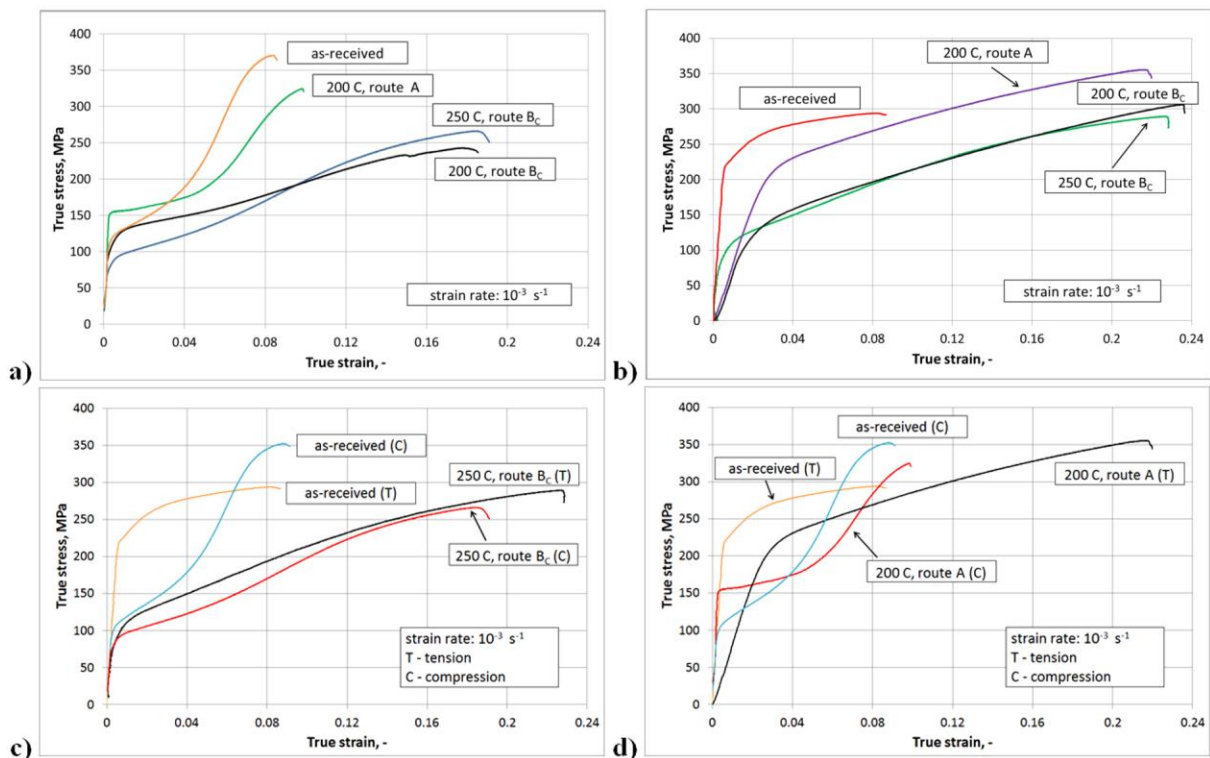 400
350
300
250
200
150
100
50
0
True stress, MPa
as-received
200 C, route A
250 C, route B_C
200 C, route B_C
strain rate: 10⁻³ s⁻¹
0 0.04 0.08 0.12 0.16 0.2 0.24
True strain, -
a)
400
350
300
250
200
150
100
50
0
True stress, MPa
200 C, route A
as-received
200 C, route B_C
250 C, route B_C
strain rate: 10⁻³ s⁻¹
0 0.04 0.08 0.12 0.16 0.2 0.24
True strain, -
b)
400
350
300
250
200
150
100
50
0
True stress, MPa
as-received (C)
as-received (T)
250 C, route B_C (T)
250 C, route B_C (C)
strain rate: 10⁻³ s⁻¹
T - tension
C - compression
0 0.04 0.08 0.12 0.16 0.2 0.24
True strain, -
c)
400
350
300
250
200
150
100
50
0
True stress, MPa
as-received (C)
as-received (T)
200 C, route A (T)
200 C, route A (C)
strain rate: 10⁻³ s⁻¹
T - tension
C - compression
0 0.04 0.08 0.12 0.16 0.2 0.24
True strain, -
d)